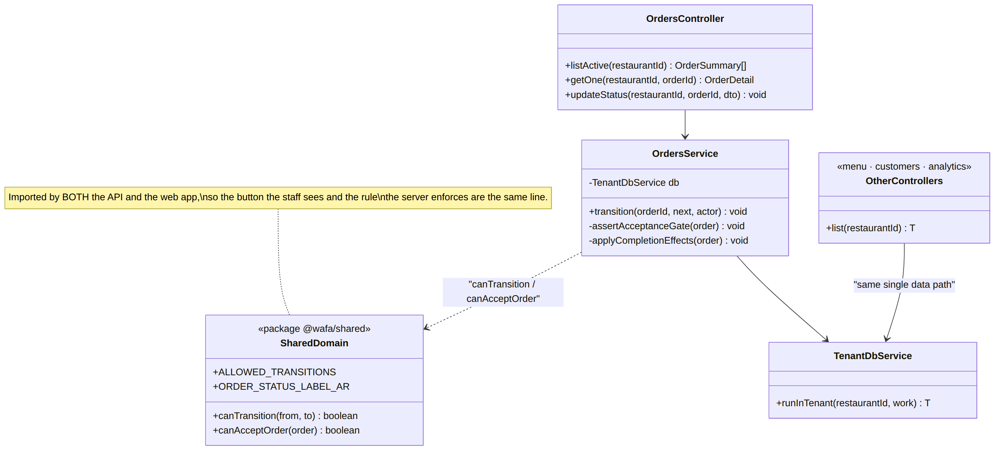 OrdersController
+listActive(restaurantId) : OrderSummary[]
+getOne(restaurantId, orderId) : OrderDetail
+updateStatus(restaurantId, orderId, dto) : void
OrdersService
-TenantDbService db
+transition(orderId, next, actor) : void
-assertAcceptanceGate(order) : void
-applyCompletionEffects(order) : void
«menu · customers · analytics»
OtherControllers
+list(restaurantId) : T
Imported by BOTH the API and the web app,\nso the button the staff sees and the rule\nthe server enforces are the same line.
"canTransition /
canAcceptOrder"
"same single data path"
«package @wafa/shared»
SharedDomain
+ALLOWED_TRANSITIONS
+ORDER_STATUS_LABEL_AR
+canTransition(from, to) : boolean
+canAcceptOrder(order) : boolean
TenantDbService
+runInTenant(restaurantId, work) : T